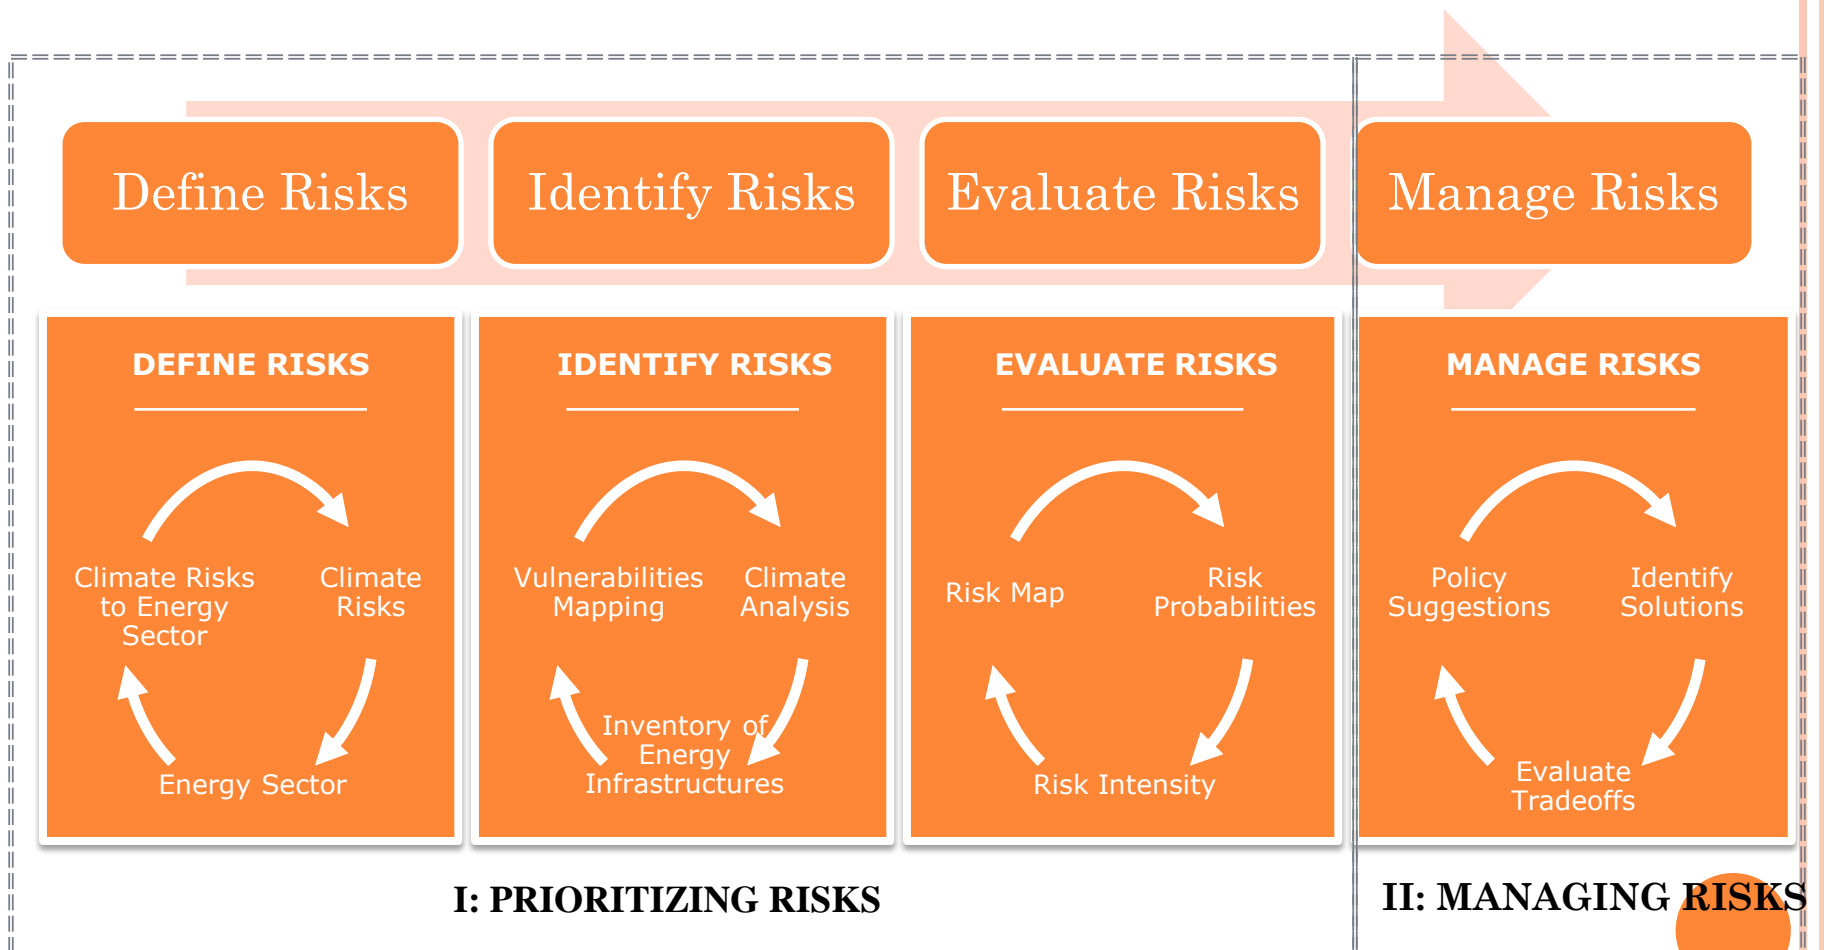 Define Risks
Identify Risks
Evaluate Risks
Manage Risks
DEFINE RISKS
Climate Risks
to Energy
Sector
Climate
Risks
Energy Sector
IDENTIFY RISKS
Vulnerabilities
Mapping
Climate
Analysis
Inventory of
Energy
Infrastructures
EVALUATE RISKS
Risk Map
Risk
Probabilities
Risk Intensity
MANAGE RISKS
Policy
Suggestions
Identify
Solutions
Evaluate
Tradeoffs
I: PRIORITIZING RISKS
II: MANAGING RISKS